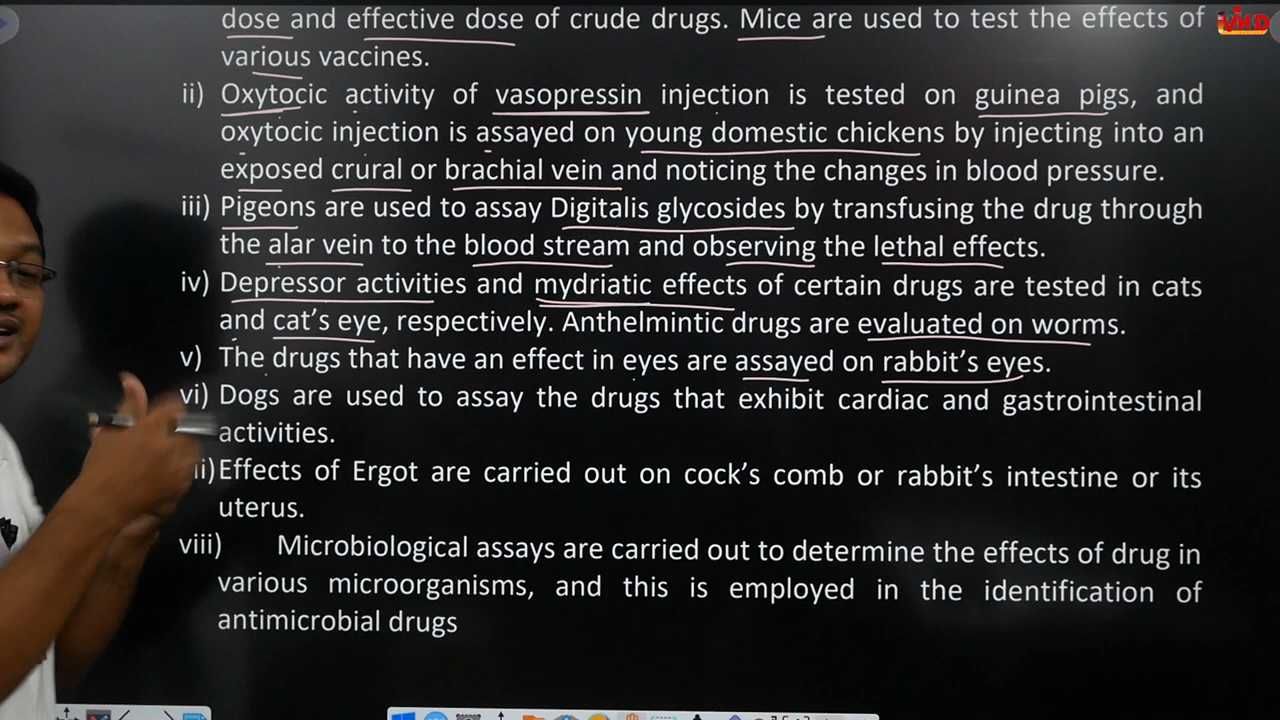 dose and effective dose of crude drugs. Mice are used to test the effects of
various vaccines.
ii) Oxytocic activity of vasopressin injection is tested on guinea pigs, and
oxytocic injection is assayed on young domestic chickens by injecting into an
exposed crural or brachial vein and noticing the changes in blood pressure.
iii) Pigeons are used to assay Digitalis glycosides by transfusing the drug through
the alar vein to the blood stream and observing the lethal effects.
iv) Depressor activities and mydriatic effects of certain drugs are tested in cats
and cat's eye, respectively. Anthelmintic drugs are evaluated on worms.
v) The drugs that have an effect in eyes are assayed on rabbit's eyes.
vi) Dogs are used to assay the drugs that exhibit cardiac and gastrointestinal
activities.
ii) Effects of Ergot are carried out on cock's comb or rabbit's intestine or its
uterus.
viii) Microbiological assays are carried out to determine the effects of drug in
various microorganisms, and this is employed in the identification of
antimicrobial drugs